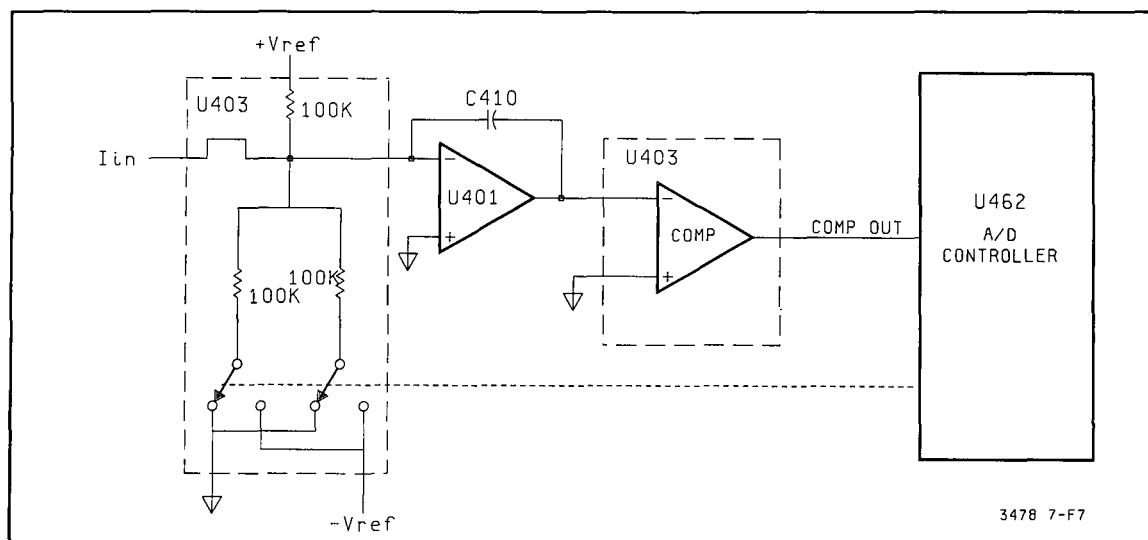 +Vref
U403
100K
C410
Iin
−
U401
+
U403
−
COMP
+
COMP OUT
U462
A/D
CONTROLLER
100K
100K
−Vref
3478 7-F7